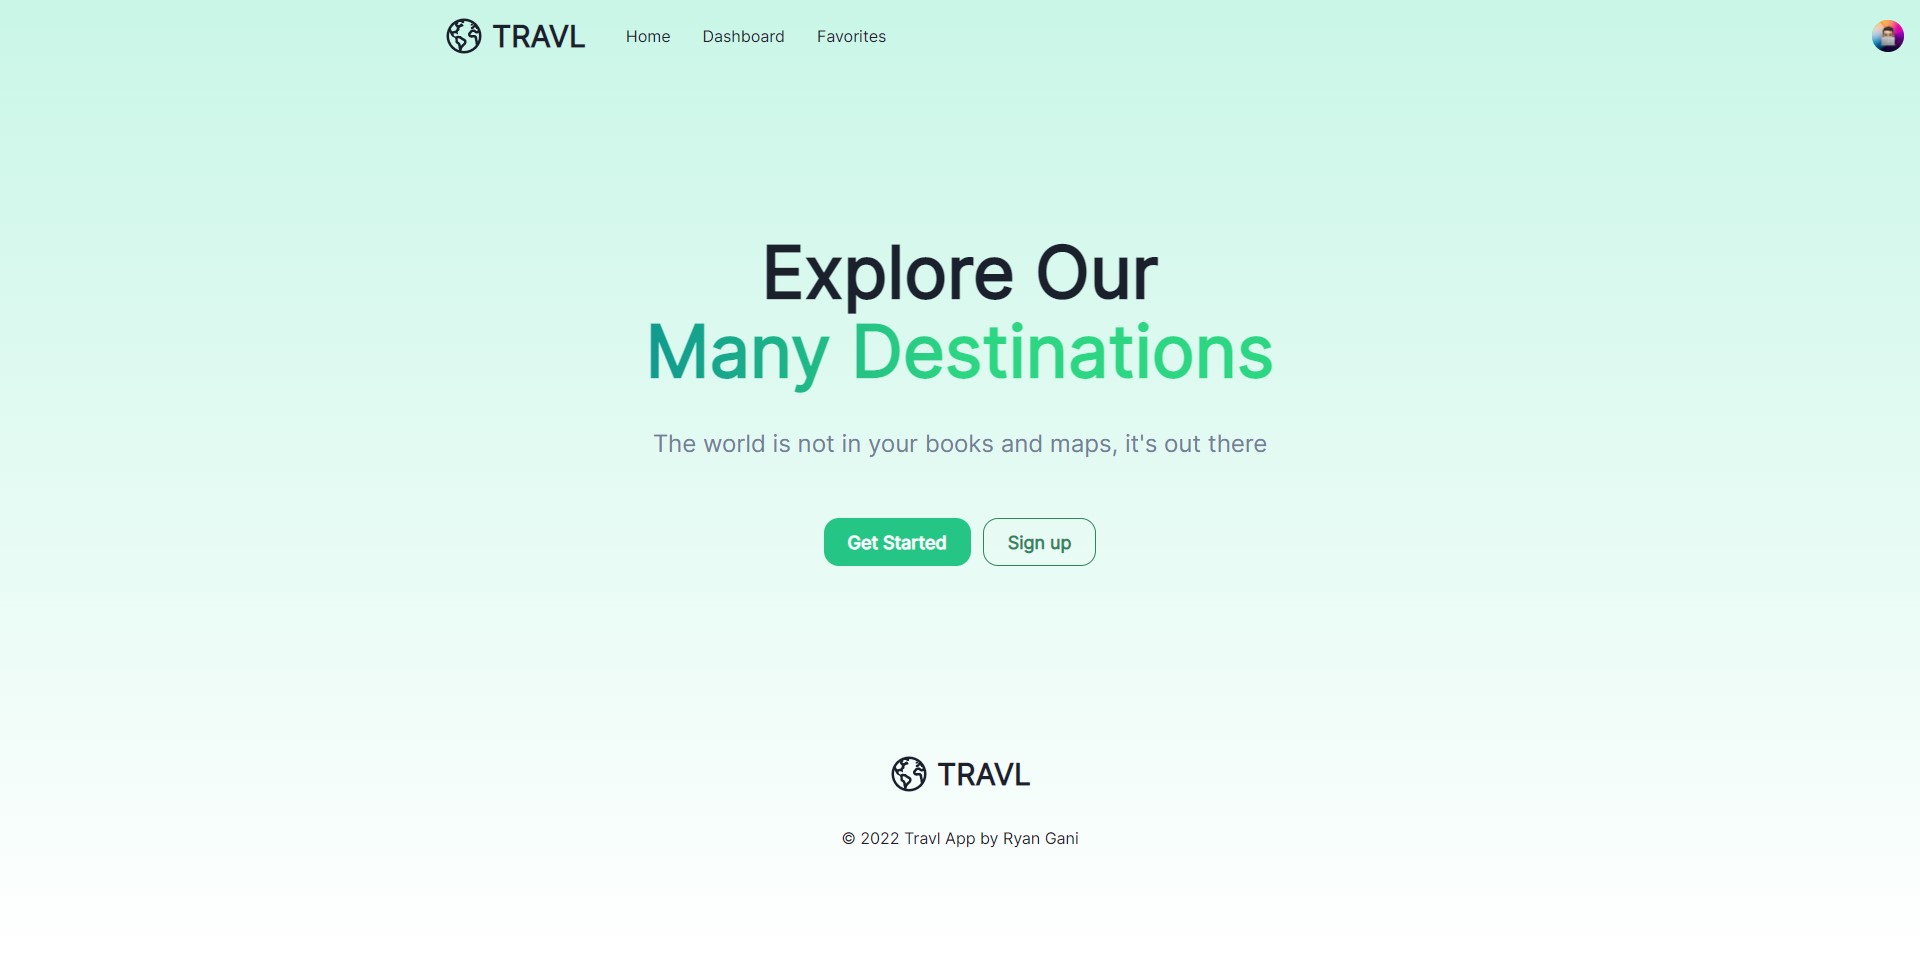 TRAVL Home Dashboard Favorites
Explore Our
Many Destinations
The world is not in your books and maps, it's out there
Get Started Sign up
TRAVL
© 2022 Travl App by Ryan Gani